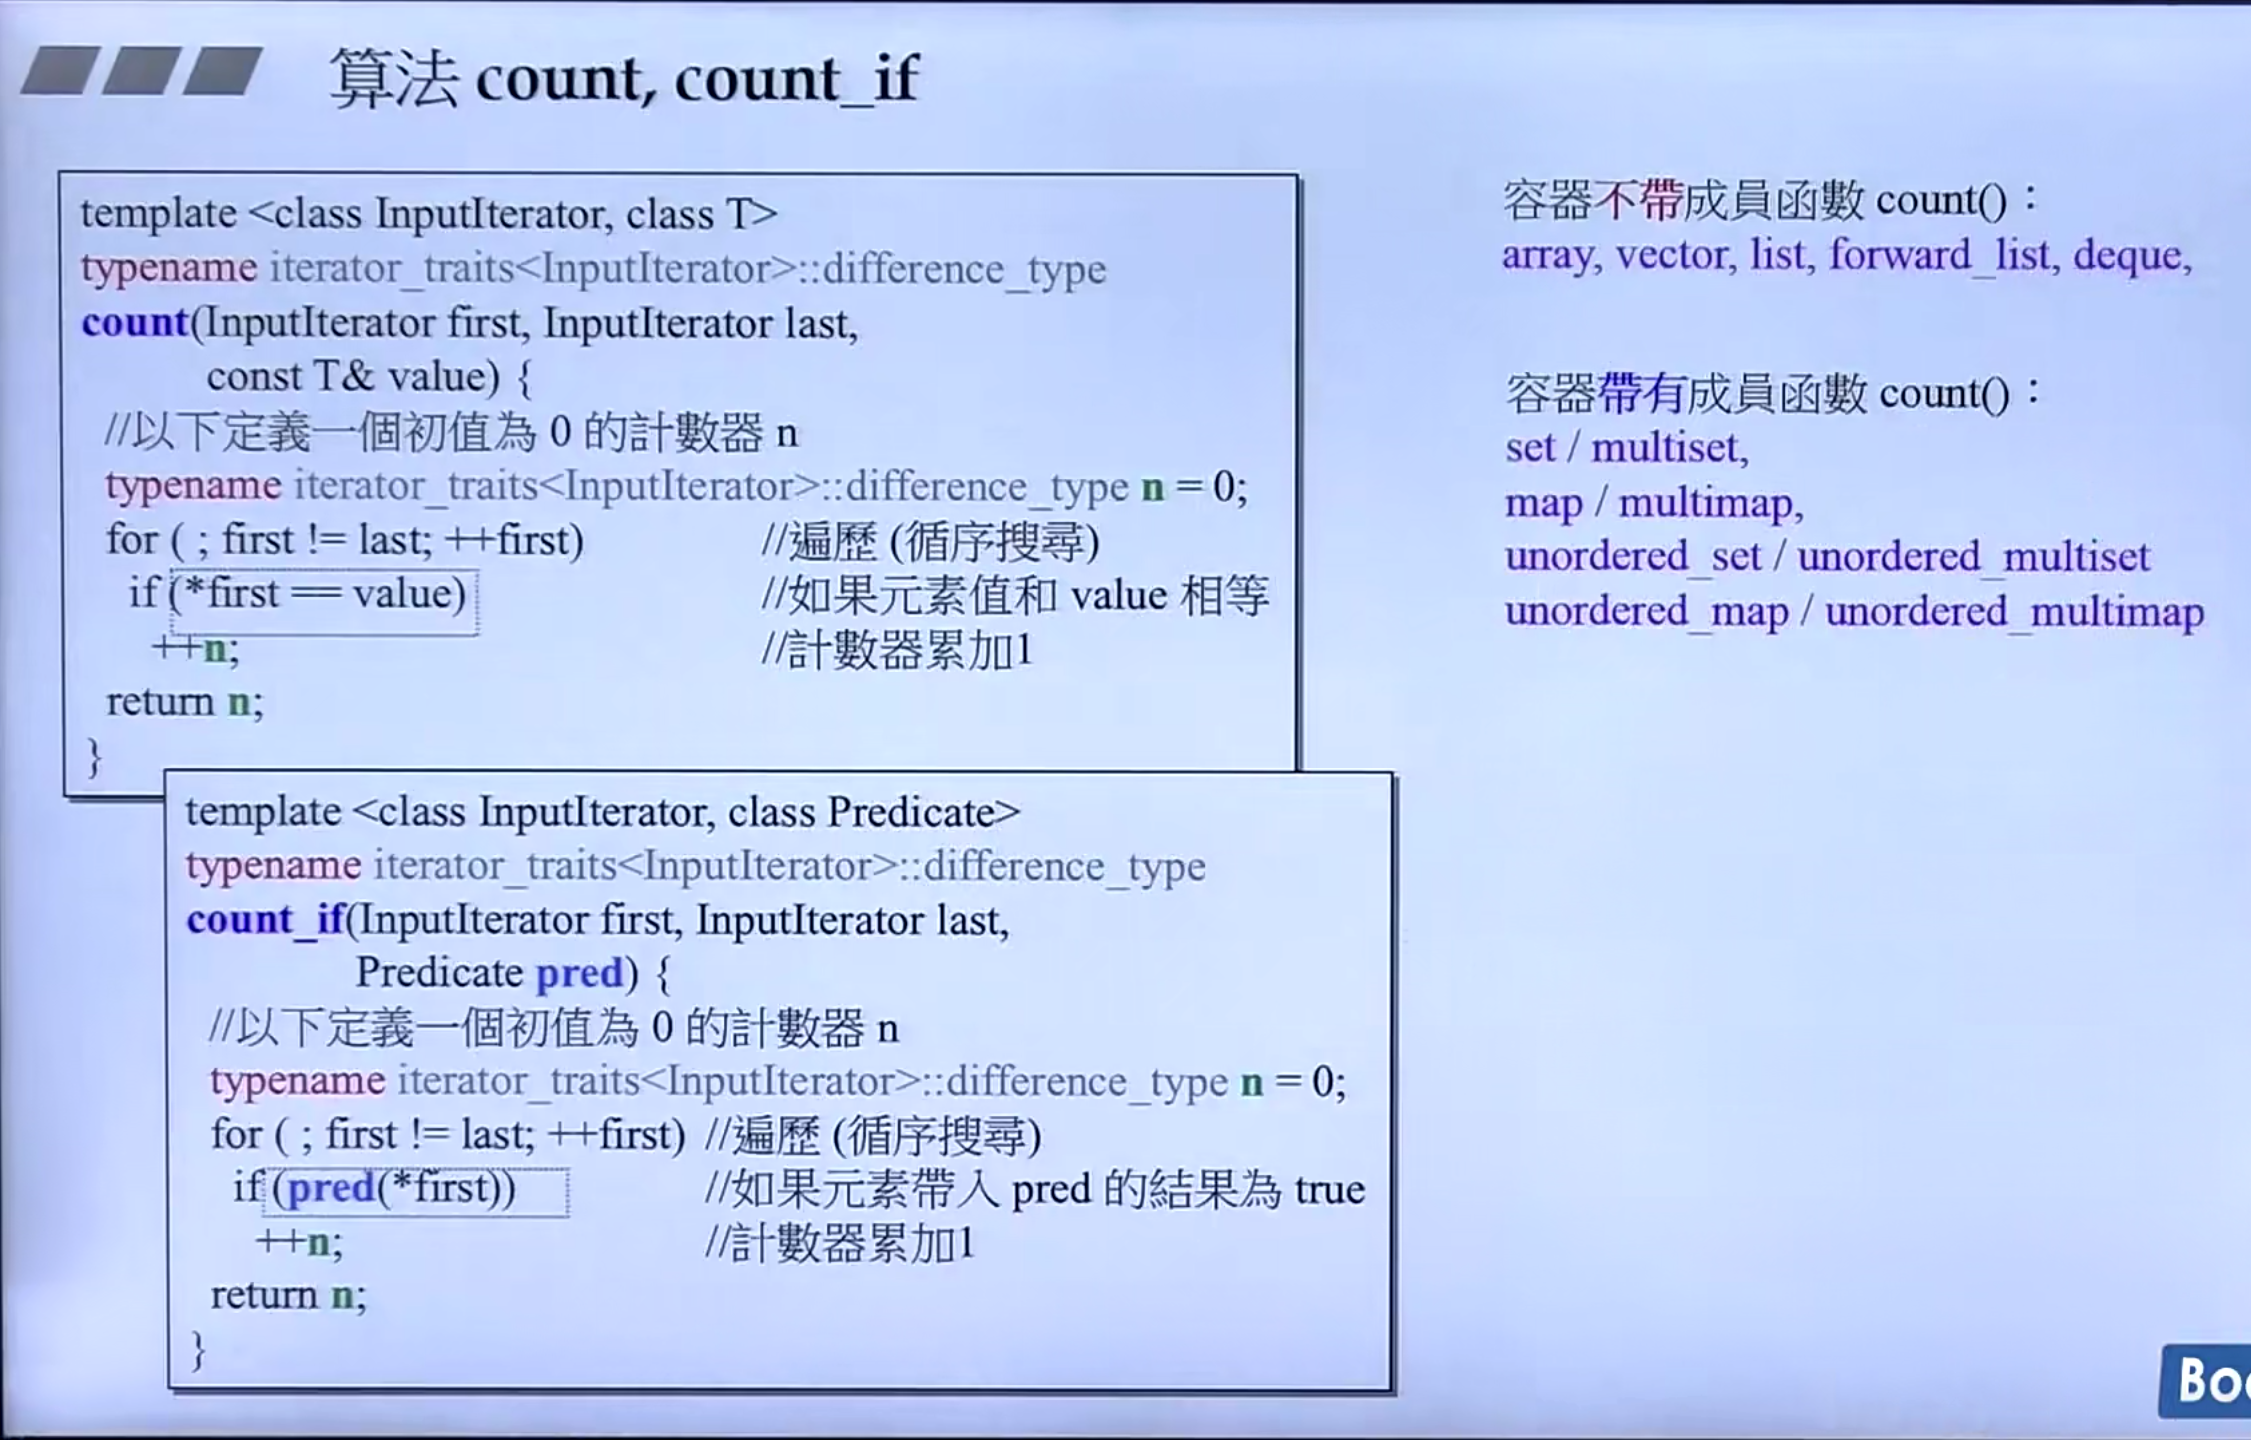 算法 count, count_if
template <class InputIterator, class T>
typename iterator_traits<InputIterator>::difference_type
count(InputIterator first, InputIterator last,
const T& value) {
//以下定義一個初值為 0 的計數器 n
typename iterator_traits<InputIterator>::difference_type n = 0;
for ( ; first != last; ++first) //遍歷 (循序搜尋)
if (*first == value) //如果元素值和 value 相等
++n; //計數器累加1
return n;
}
template <class InputIterator, class Predicate>
typename iterator_traits<InputIterator>::difference_type
count_if(InputIterator first, InputIterator last,
Predicate pred) {
//以下定義一個初值為 0 的計數器 n
typename iterator_traits<InputIterator>::difference_type n = 0;
for ( ; first != last; ++first) //遍歷 (循序搜尋)
if (pred(*first)) //如果元素帶入 pred 的結果為 true
++n; //計數器累加1
return n;
}
容器不帶成員函數 count()：
array, vector, list, forward_list, deque,
容器帶有成員函數 count()：
set / multiset,
map / multimap,
unordered_set / unordered_multiset
unordered_map / unordered_multimap